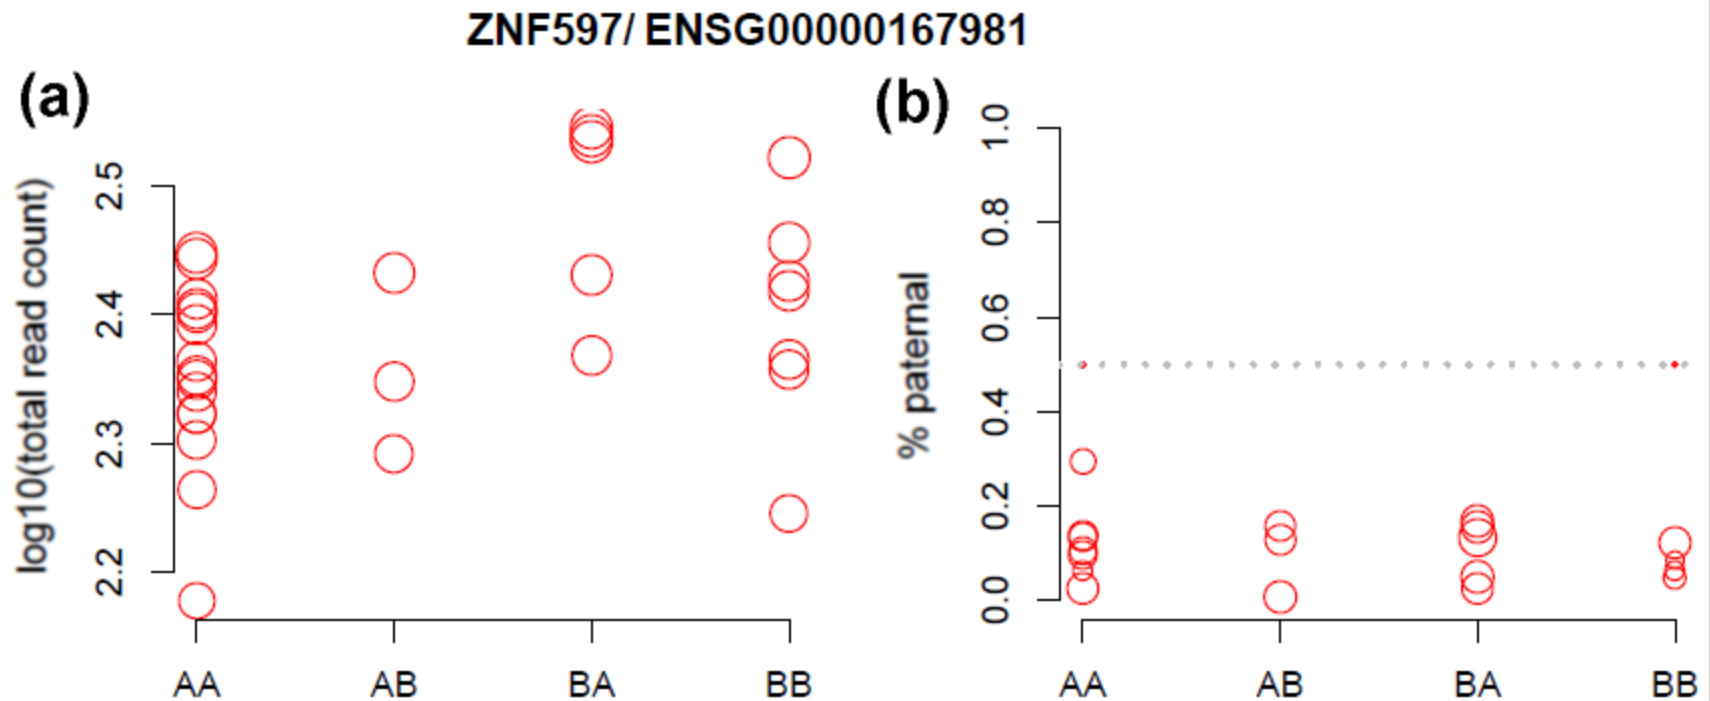 ZNF597/ ENSG00000167981
(a)
log10(total read count)
2.5
2.4
2.3
2.2
AA AB BA BB
(b)
% paternal
1.0
0.8
0.6
0.4
0.2
0.0
AA AB BA BB